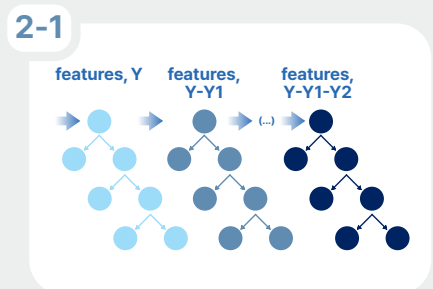 2-1
features, Y
features,
Y-Y1
features,
Y-Y1-Y2
(...)